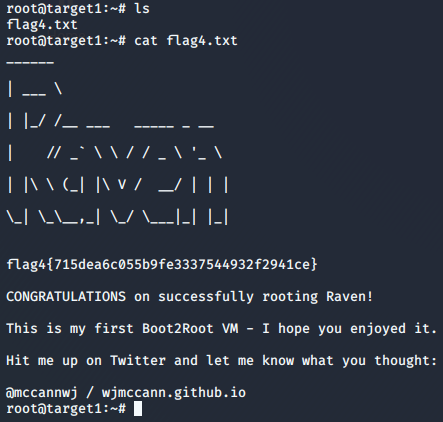 root@target1:~# ls
flag4.txt
root@target1:~# cat flag4.txt
______
| ___ \
| |_/ /__ ___   _____ _ __
|    // _` \ \ / / _ \ '_ \
| |\ \ (_| |\ V /  __/ | | |
\_| \_\__,_| \_/ \___|_| |_|
flag4{715dea6c055b9fe3337544932f2941ce}
CONGRATULATIONS on successfully rooting Raven!
This is my first Boot2Root VM - I hope you enjoyed it.
Hit me up on Twitter and let me know what you thought:
@mccannwj / wjmccann.github.io
root@target1:~#